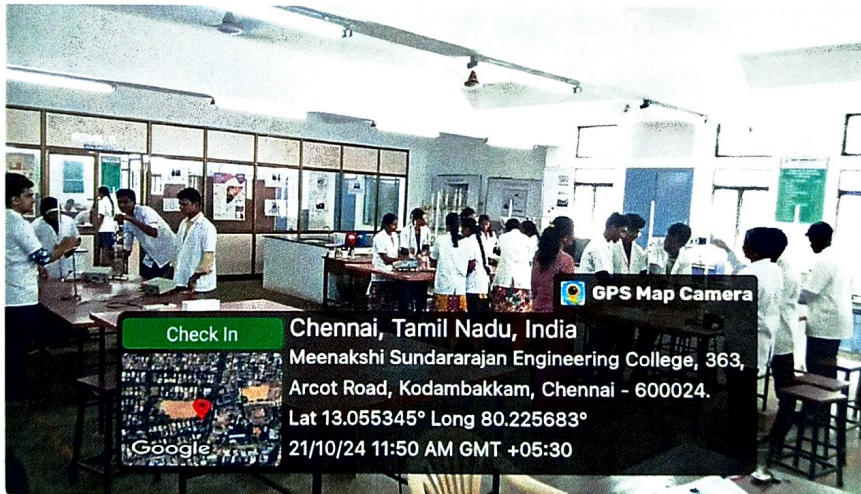 GPS Map Camera
Check In
Chennai, Tamil Nadu, India
Meenakshi Sundararajan Engineering College, 363,
Arcot Road, Kodambakkam, Chennai - 600024.
Lat 13.055345° Long 80.225683°
21/10/24 11:50 AM GMT +05:30
Google